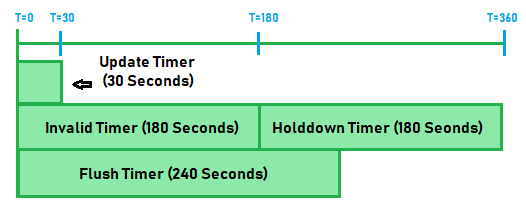 T=0 T=30 T=180 T=360
Update Timer
(30 Seconds)
Invalid Timer (180 Seconds) Holddown Timer (180 Seonds)
Flush Timer (240 Seconds)